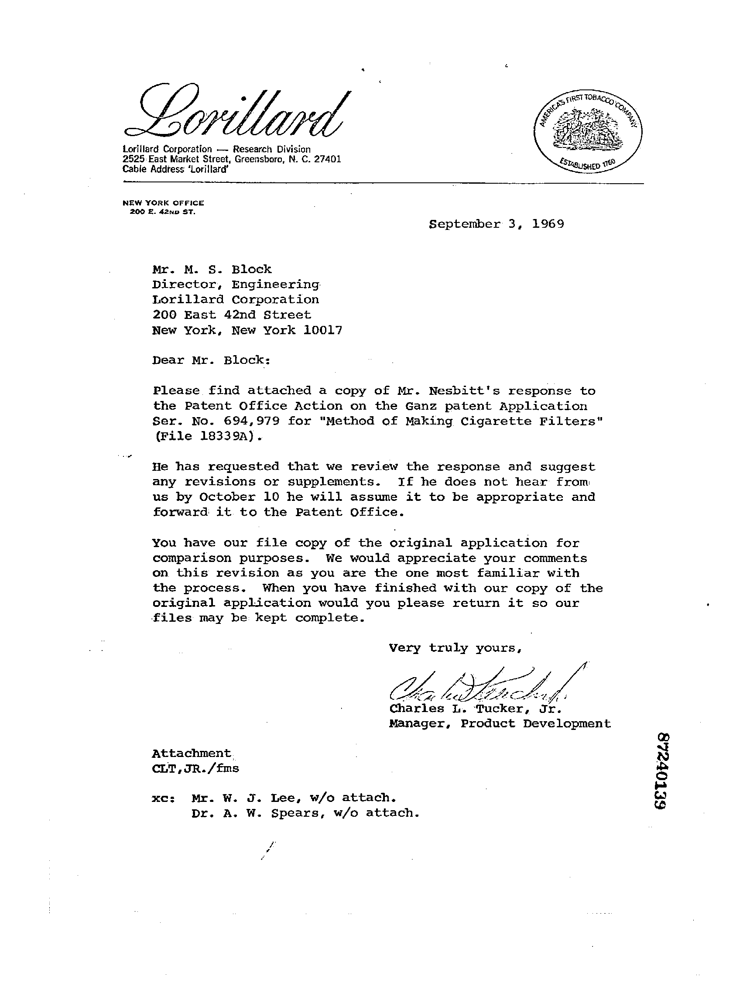 Lorillard
AMERICA'S FIRST TOBACCO COMPANY
ESTABLISHED 1760
Lorillard Corporation — Research Division
2525 East Market Street, Greensboro, N. C. 27401
Cable Address 'Lorillard'
NEW YORK OFFICE
200 E. 42ND ST.
September 3, 1969
Mr. M. S. Block
Director, Engineering
Lorillard Corporation
200 East 42nd Street
New York, New York 10017
Dear Mr. Block:
Please find attached a copy of Mr. Nesbitt's response to
the Patent Office Action on the Ganz patent Application
Ser. No. 694,979 for "Method of Making Cigarette Filters"
(File 18339A).
He has requested that we review the response and suggest
any revisions or supplements.  If he does not hear from
us by October 10 he will assume it to be appropriate and
forward it to the Patent Office.
You have our file copy of the original application for
comparison purposes.  We would appreciate your comments
on this revision as you are the one most familiar with
the process.  When you have finished with our copy of the
original application would you please return it so our
files may be kept complete.
Very truly yours,
Charles L. Tucker, Jr.
Manager, Product Development
Attachment
CLT,JR./fms
xc:  Mr. W. J. Lee, w/o attach.
Dr. A. W. Spears, w/o attach.
87240139